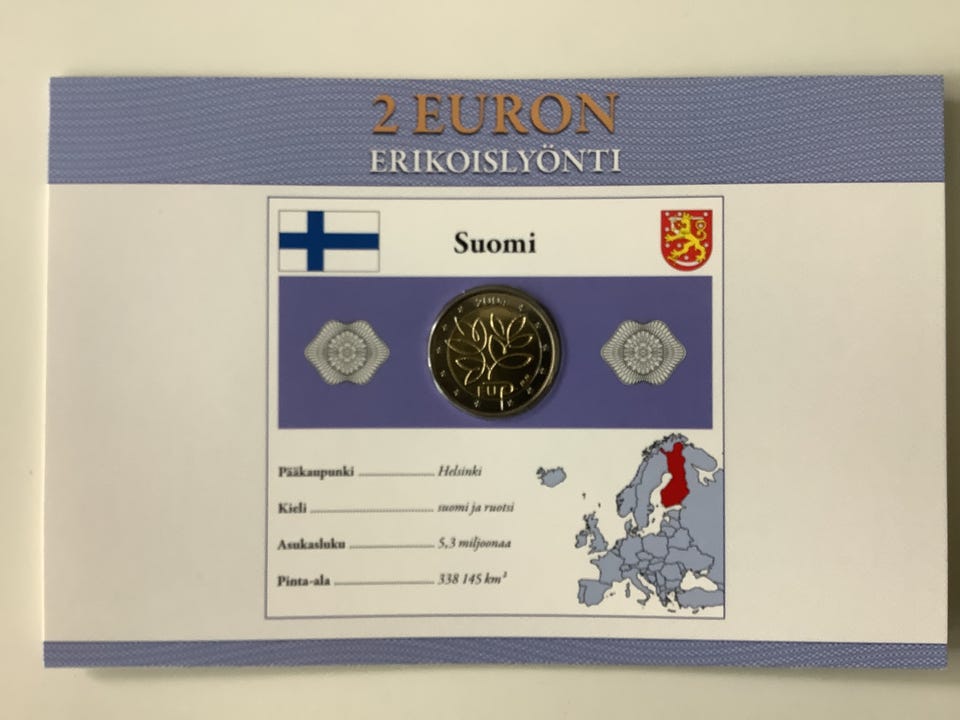 2 EURON
ERIKOISLYÖNTI
Suomi
Pääkaupunki ........................ Helsinki
Kieli ........................ suomi ja ruotsi
Asukasluku ........................ 5,3 miljoonaa
Pinta-ala ........................ 338 145 km²